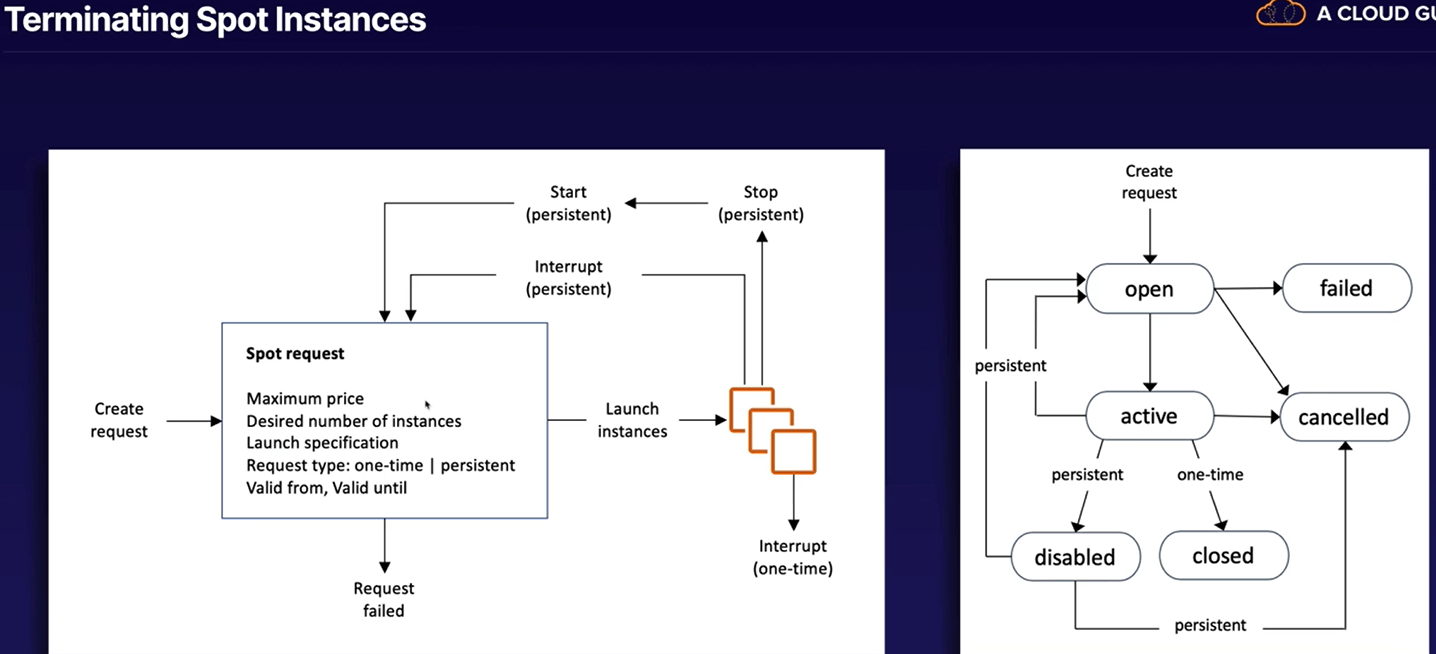 Terminating Spot Instances
A CLOUD GU
Start
(persistent)
Stop
(persistent)
Interrupt
(persistent)
Spot request
Maximum price
Desired number of instances
Launch specification
Request type: one-time | persistent
Valid from, Valid until
Create
request
Launch
instances
Interrupt
(one-time)
Request
failed
Create
request
open
failed
persistent
active
cancelled
persistent
one-time
disabled
closed
persistent